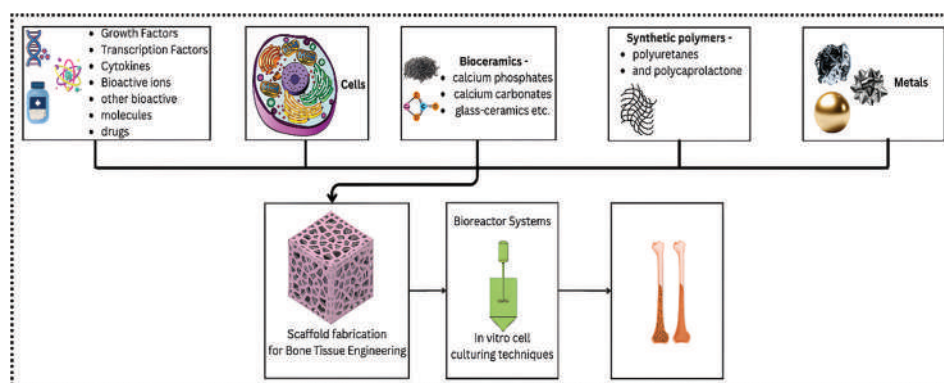 • Growth Factors
• Transcription Factors
• Cytokines
• Bioactive ions
• other bioactive
• molecules
• drugs
Cells
Bioceramics -
• calcium phosphates
• calcium carbonates
• glass-ceramics etc.
Synthetic polymers -
• polyuretanes
• and polycaprolactone
Metals
Scaffold fabrication
for Bone Tissue Engineering
Bioreactor Systems
In vitro cell
culturing techniques